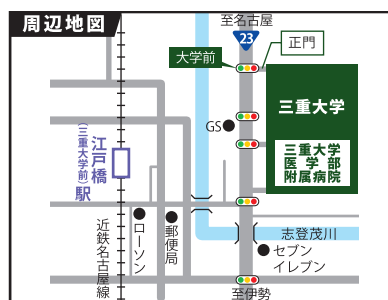 周辺地図
至名古屋
23
大学前
正門
三重大学
GS
三重大学
医学部
附属病院
江戸橋
(三重大学前)
駅
近鉄名古屋線
ローソン
郵便局
志登茂川
セブン
イレブン
至伊勢